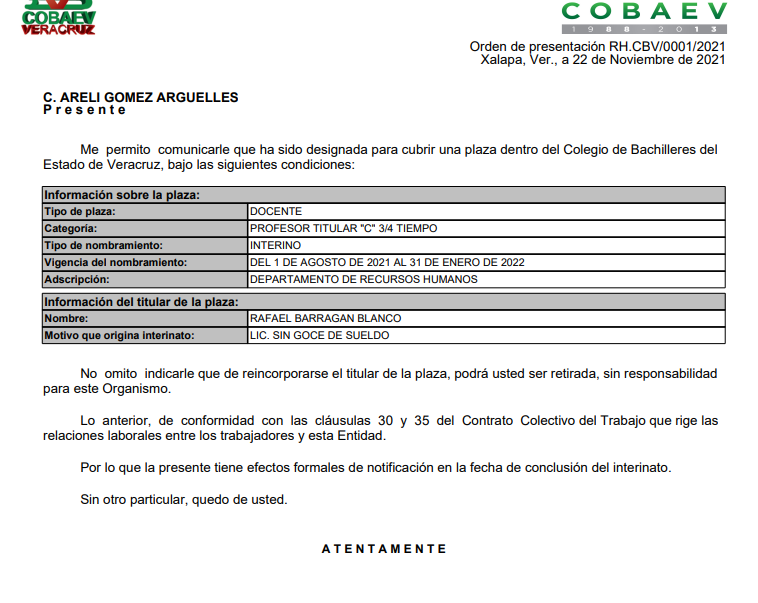 COBAEV
VERACRUZ
COBAEV
1988-2013
Orden de presentación RH.CBV/0001/2021
Xalapa, Ver., a 22 de Noviembre de 2021
C. ARELI GOMEZ ARGUELLES
Presente
Me permito comunicarle que ha sido designada para cubrir una plaza dentro del Colegio de Bachilleres del
Estado de Veracruz, bajo las siguientes condiciones:
Información sobre la plaza:
Tipo de plaza: DOCENTE
Categoría: PROFESOR TITULAR "C" 3/4 TIEMPO
Tipo de nombramiento: INTERINO
Vigencia del nombramiento: DEL 1 DE AGOSTO DE 2021 AL 31 DE ENERO DE 2022
Adscripción: DEPARTAMENTO DE RECURSOS HUMANOS
Información del titular de la plaza:
Nombre: RAFAEL BARRAGAN BLANCO
Motivo que origina interinato: LIC. SIN GOCE DE SUELDO
No omito indicarle que de reincorporarse el titular de la plaza, podrá usted ser retirada, sin responsabilidad
para este Organismo.
Lo anterior, de conformidad con las cláusulas 30 y 35 del Contrato Colectivo del Trabajo que rige las
relaciones laborales entre los trabajadores y esta Entidad.
Por lo que la presente tiene efectos formales de notificación en la fecha de conclusión del interinato.
Sin otro particular, quedo de usted.
ATENTAMENTE